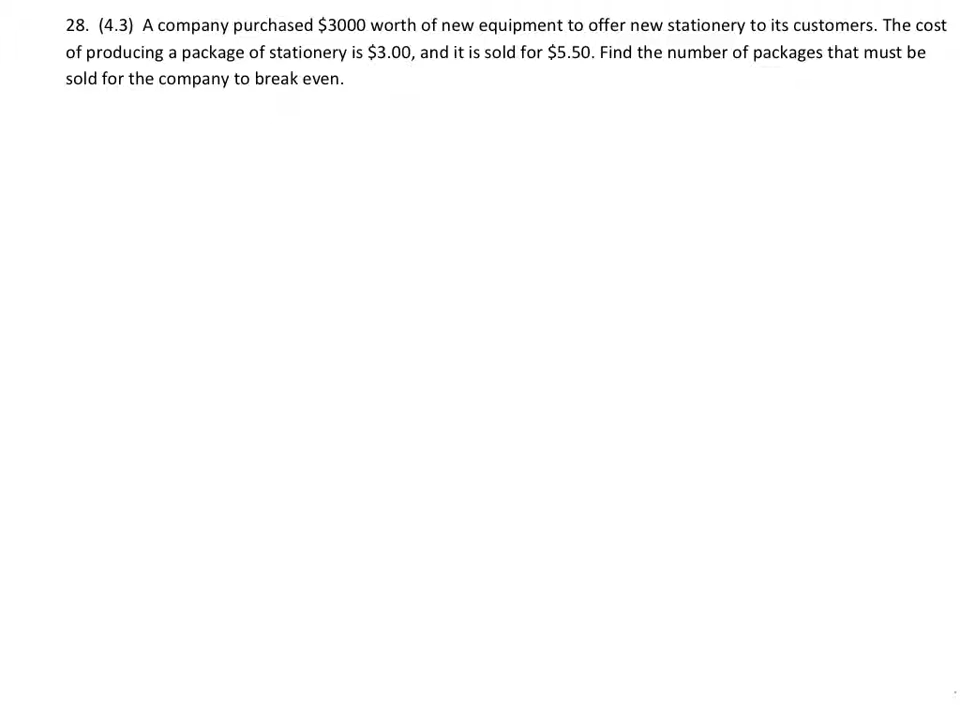 28. (4.3) A company purchased $3000 worth of new equipment to offer new stationery to its customers. The cost
of producing a package of stationery is $3.00, and it is sold for $5.50. Find the number of packages that must be
sold for the company to break even.